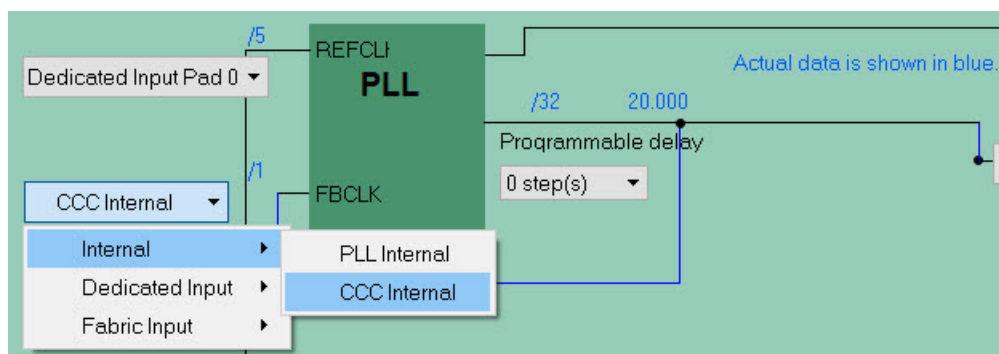 /5
REFCLK
Dedicated Input Pad 0
PLL
Actual data is shown in blue.
/32 20.000
Programmable delay
/1
0 step(s)
CCC Internal
FBCLK
Internal
PLL Internal
Dedicated Input
CCC Internal
Fabric Input